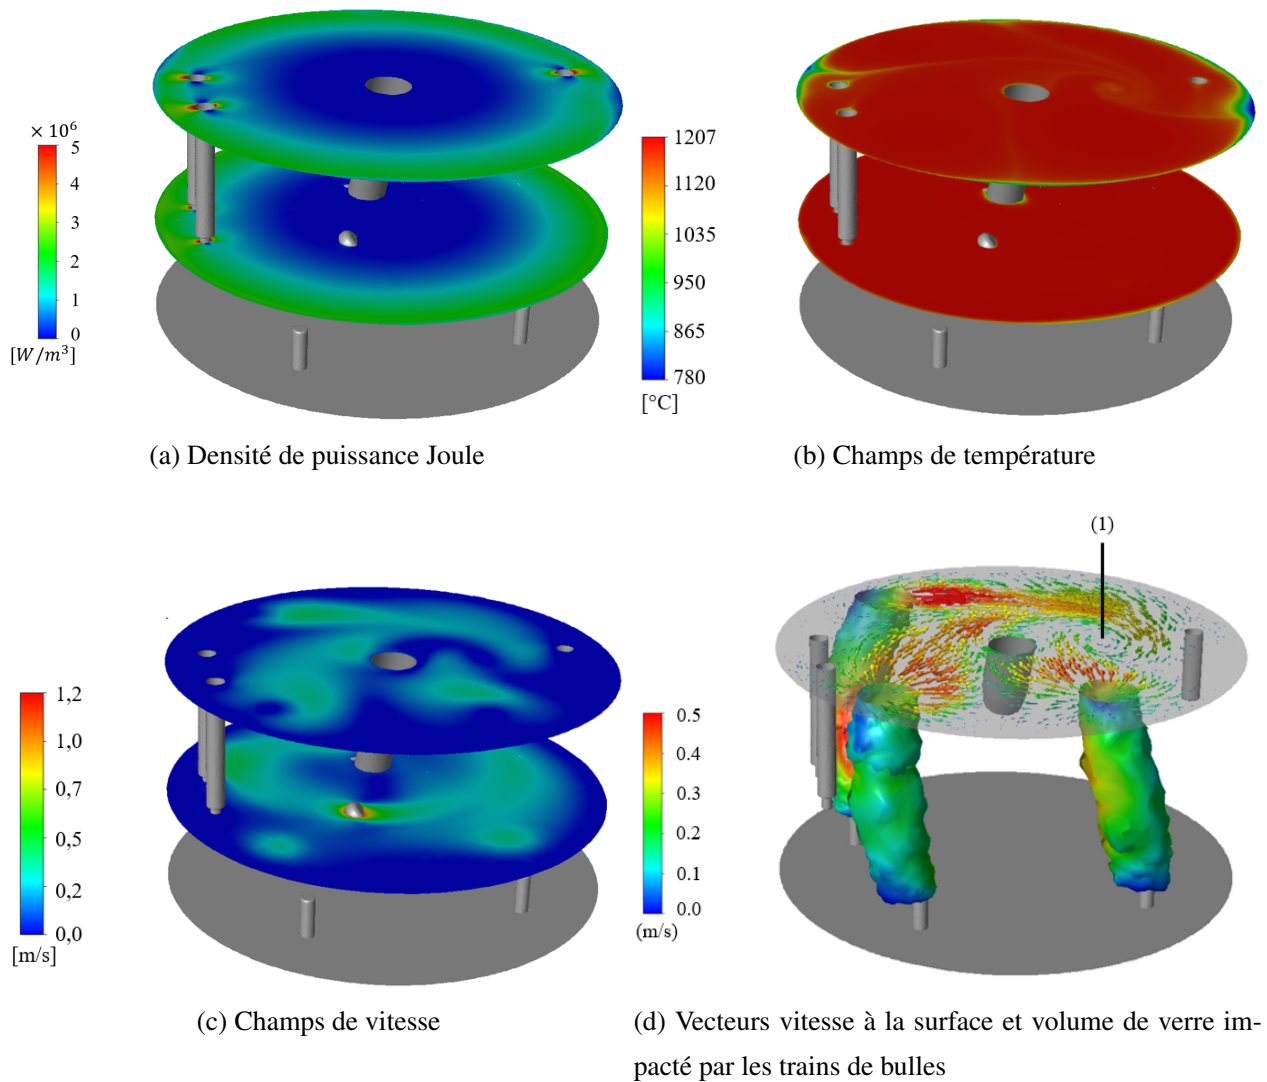 × 10⁶
5
4
3
2
1
0
[W/m³]
1207
1120
1035
950
865
780
[°C]
(a) Densité de puissance Joule
(b) Champs de température
(1)
1,2
1,0
0,7
0,5
0,2
0,0
[m/s]
0.5
0.4
0.3
0.2
0.1
0.0
(m/s)
(c) Champs de vitesse
(d) Vecteurs vitesse à la surface et volume de verre im-
pacté par les trains de bulles